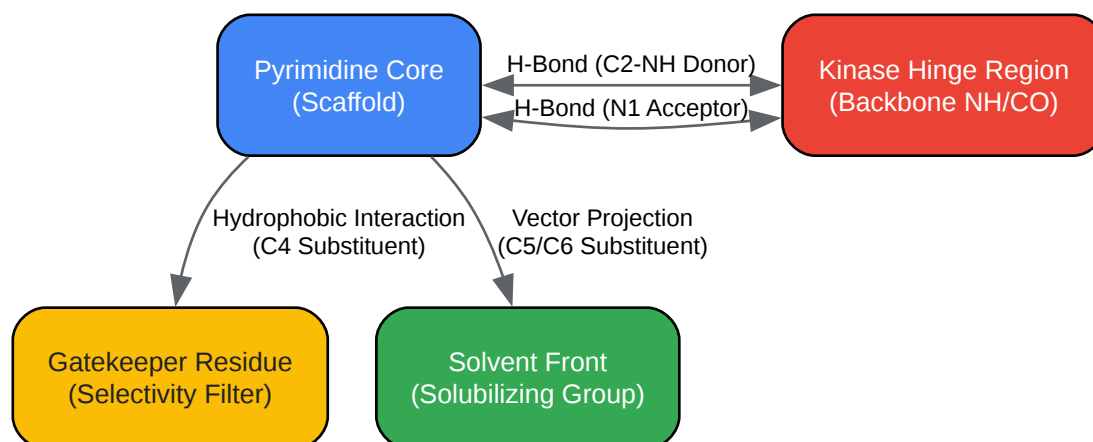 Pyrimidine Core
(Scaffold)
H-Bond (C2-NH Donor)
H-Bond (N1 Acceptor)
Kinase Hinge Region
(Backbone NH/CO)
Hydrophobic Interaction
(C4 Substituent)
Vector Projection
(C5/C6 Substituent)
Gatekeeper Residue
(Selectivity Filter)
Solvent Front
(Solubilizing Group)